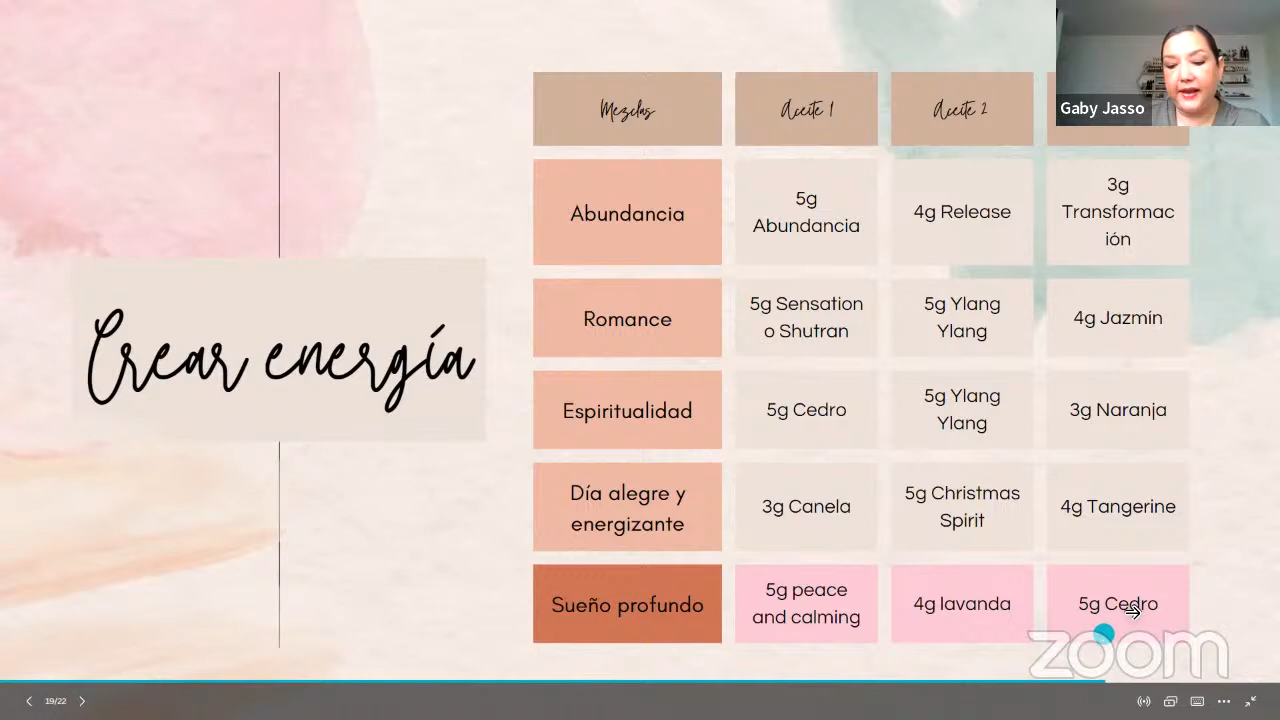 Gaby Jasso
Mezclas
Aceite 1
Aceite 2
Crear energía
Abundancia
5g
Abundancia
4g Release
3g
Transformac
ión
Romance
5g Sensation
o Shutran
5g Ylang
Ylang
4g Jazmín
Espiritualidad
5g Cedro
5g Ylang
Ylang
3g Naranja
Día alegre y
energizante
3g Canela
5g Christmas
Spirit
4g Tangerine
Sueño profundo
5g peace
and calming
4g lavanda
5g Cedro
zoom
19/22